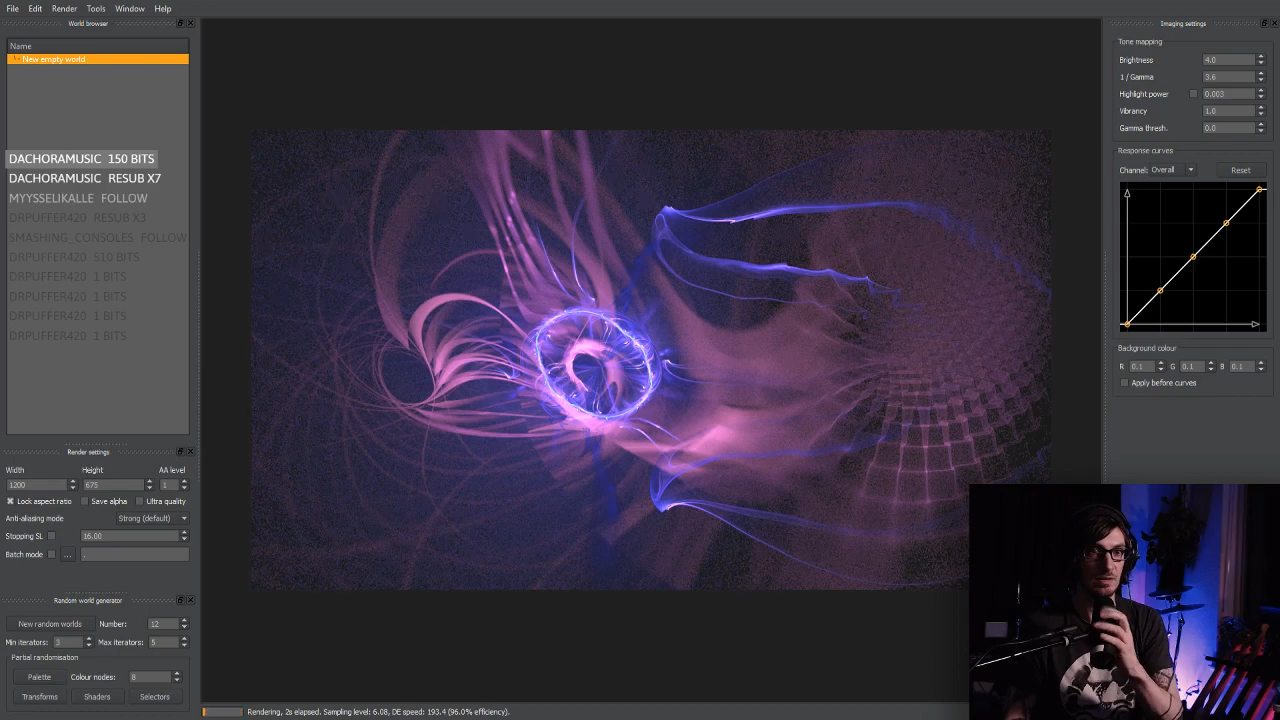 File Edit Render Tools Window Help
World browser
Name
New empty world
DACHORAMUSIC 150 BITS
DACHORAMUSIC RESUB X7
MYYSSELIKALLE FOLLOW
DRPUFFER420 RESUB X3
SMASHING_CONSOLES FOLLOW
DRPUFFER420 510 BITS
DRPUFFER420 1 BITS
DRPUFFER420 1 BITS
DRPUFFER420 1 BITS
DRPUFFER420 1 BITS
Render settings
Width Height AA level
1200 675 1
Lock aspect ratio Save alpha Ultra quality
Anti-aliasing mode Strong (default)
Stopping SL 16.00
Batch mode ... .
Random world generator
New random worlds Number: 12
Min iterators: 3 Max iterators: 5
Partial randomisation
Palette Colour nodes: 8
Transforms Shaders Selectors
Rendering, 2s elapsed. Sampling level: 6.08, DE speed: 193.4 (96.0% efficiency).
Imaging settings
Tone mapping
Brightness 4.0
1 / Gamma 3.6
Highlight power 0.003
Vibrancy 1.0
Gamma thresh. 0.0
Response curves
Channel: Overall Reset
Background colour
R 0.1 G 0.1 B 0.1
Apply before curves